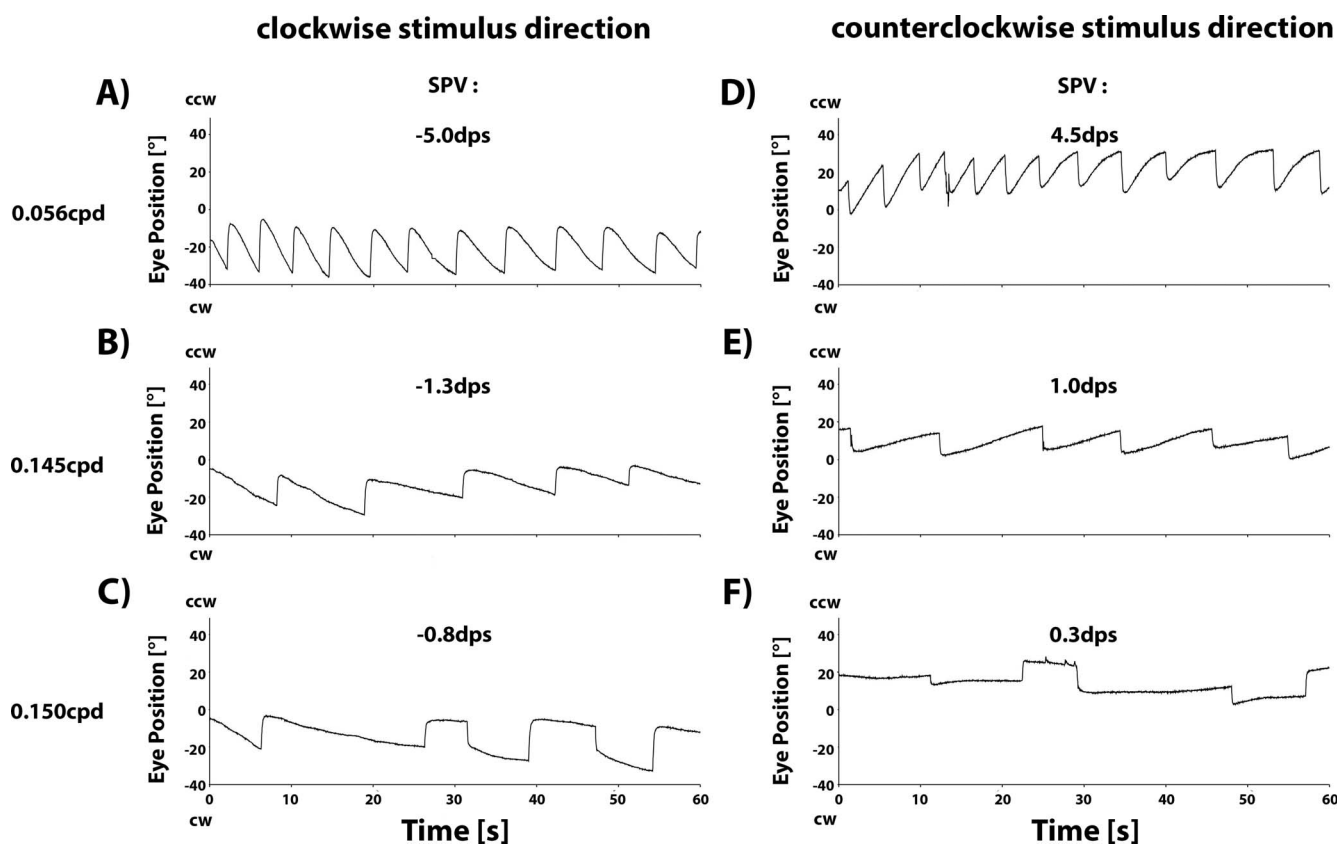 clockwise stimulus direction
counterclockwise stimulus direction
A)
ccw
SPV :
-5.0dps
0.056cpd
Eye Position [°]
40
20
0
-20
-40
cw
D)
ccw
SPV :
4.5dps
Eye Position [°]
40
20
0
-20
-40
cw
B)
ccw
-1.3dps
0.145cpd
Eye Position [°]
40
20
0
-20
-40
cw
E)
ccw
1.0dps
Eye Position [°]
40
20
0
-20
-40
cw
C)
ccw
-0.8dps
0.150cpd
Eye Position [°]
40
20
0
-20
-40
0 10 20 30 40 50 60
cw
Time [s]
F)
ccw
0.3dps
Eye Position [°]
40
20
0
-20
-40
0 10 20 30 40 50 60
cw
Time [s]